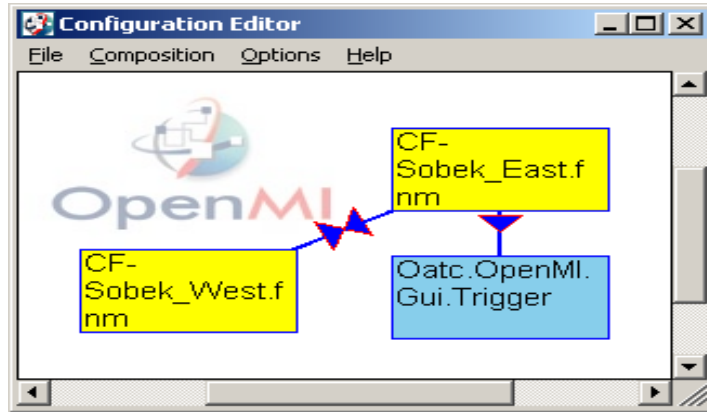 Configuration Editor
File Composition Options Help
OpenMI
CF-
Sobek_East.f
nm
CF-
Sobek_West.f
nm
Oatc.OpenMI.
Gui.Trigger